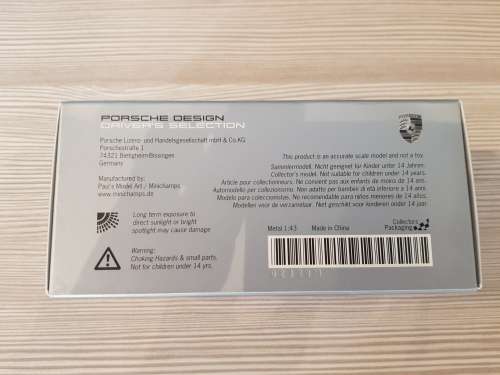 PORSCHE DESIGN
DRIVER'S SELECTION
Porsche Lizenz- und Handelsgesellschaft mbH & Co.KG
Porschestraße 1
74321 Bietigheim-Bissingen
Germany
Manufactured by:
Paul's Model Art / Minichamps
www.minichamps.de
Long term exposure to
direct sunlight or bright
spotlight may cause damage
Warning:
Choking Hazards & small parts.
Not for children under 14 yrs.
This product is an accurate scale model and not a toy.
Sammlermodell. Nicht geeignet für Kinder unter 14 Jahren.
Collector's model. Not suitable for children under 14 years.
Article pour collectionneurs. Ne convient pas aux enfants de moins de 14 ans.
Automodello per collezionismo. Non adatto per bambini di età inferiore a 14 anni.
Modelo para coleccionistas. No recomendado para niños menores de 14 años.
Modellen voor de verzamelaar. Niet geschikt voor kinderen onder 14 jaar.
Metal 1:43 Made in China
Collectors
Packaging